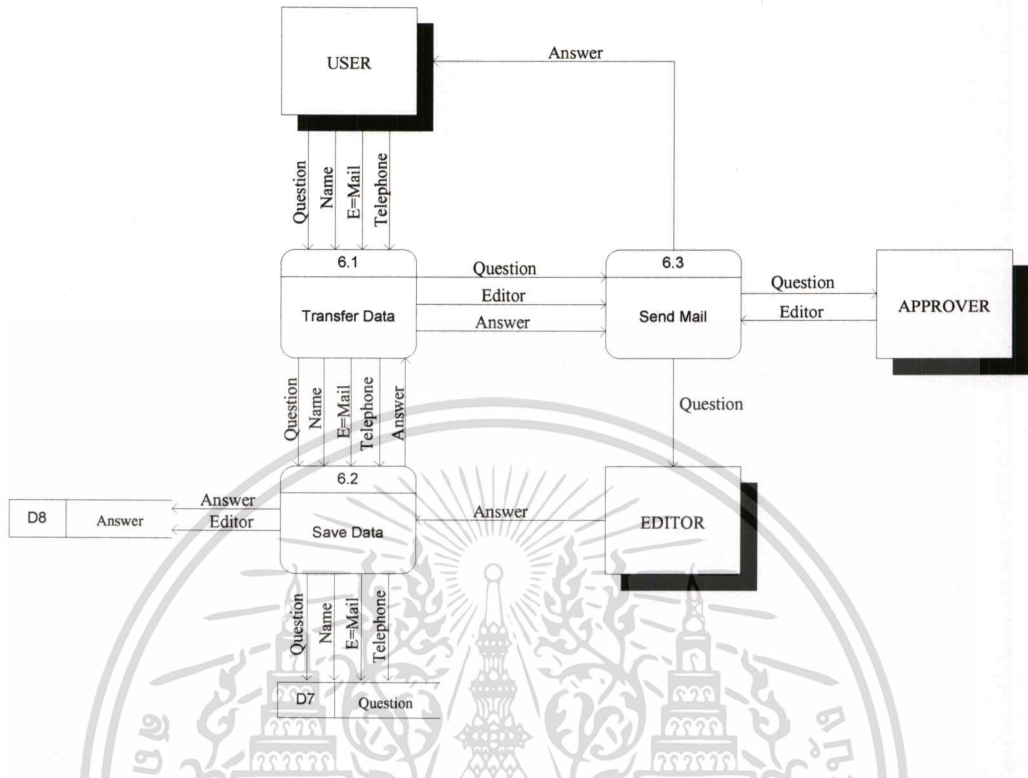 USER
Answer
Question
Name
E=Mail
Telephone
6.1
Transfer Data
Question
Editor
Answer
6.3
Send Mail
Question
Editor
APPROVER
Question
Name
E=Mail
Telephone
Answer
Question
6.2
Save Data
Answer
Editor
D8
Answer
Answer
EDITOR
Question
Name
E=Mail
Telephone
D7
Question